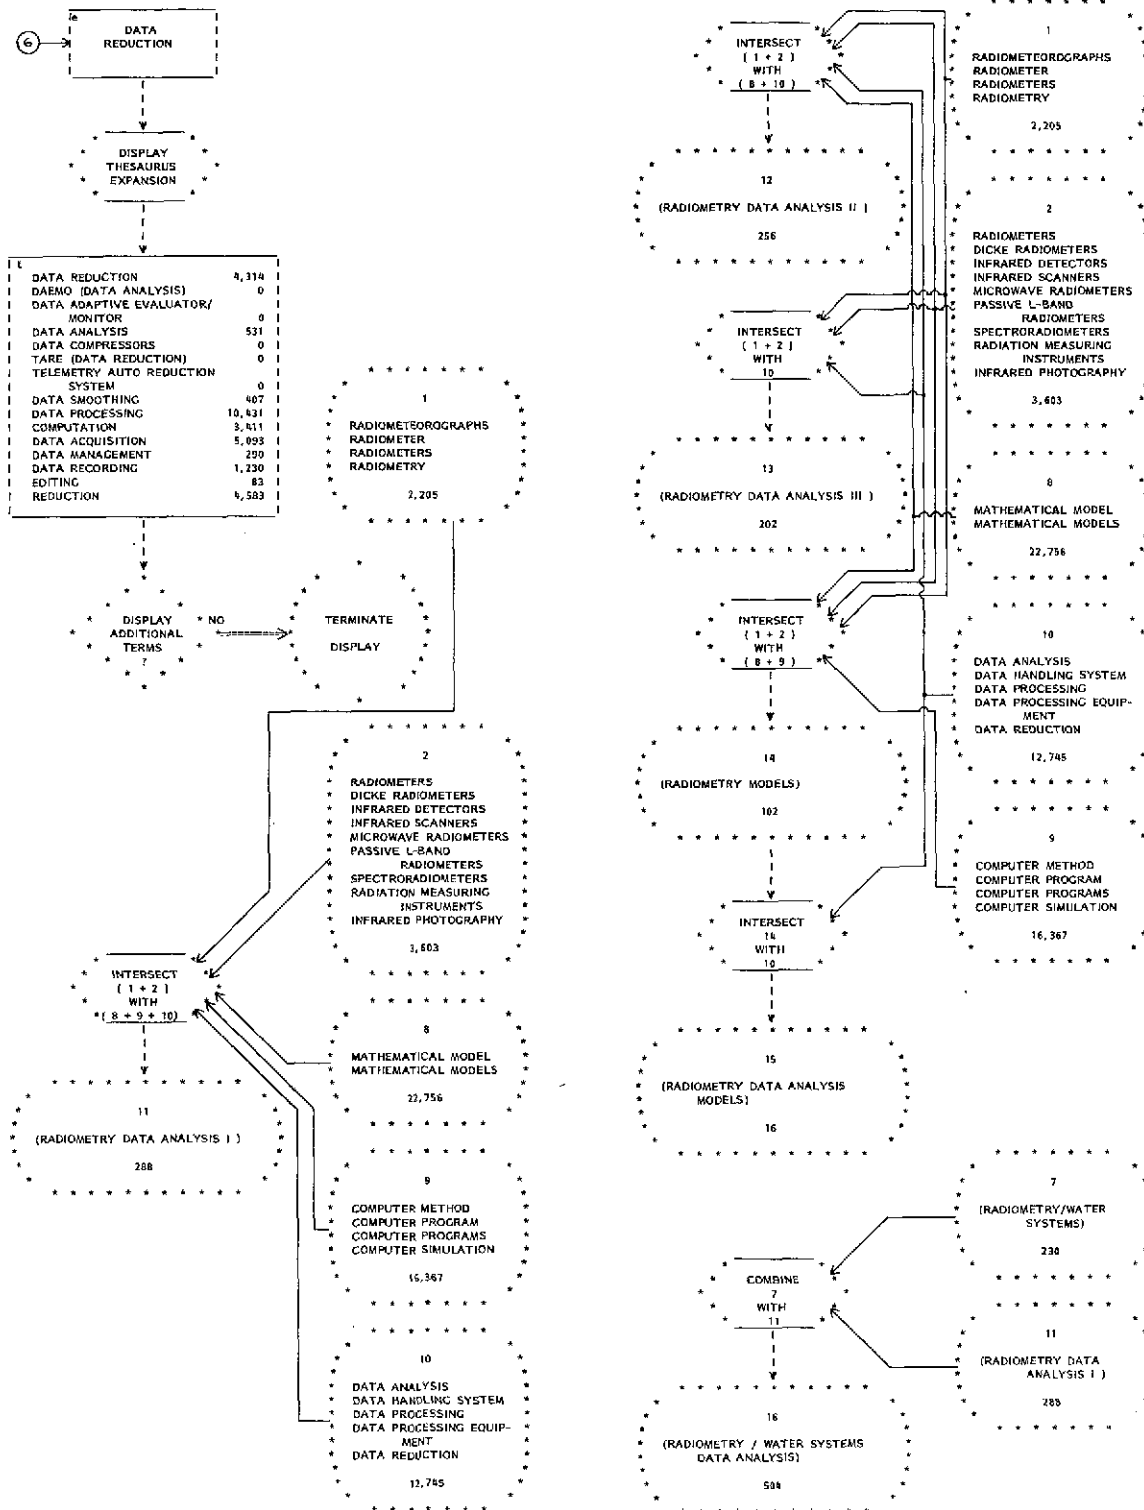 e
6
DATA
REDUCTION
DISPLAY
THESAURUS
EXPANSION
DATA REDUCTION 4,314
DAEMO (DATA ANALYSIS) 0
DATA ADAPTIVE EVALUATOR/
MONITOR 0
DATA ANALYSIS 531
DATA COMPRESSORS 0
TARE (DATA REDUCTION) 0
TELEMETRY AUTO REDUCTION
SYSTEM 0
DATA SMOOTHING 407
DATA PROCESSING 10,431
COMPUTATION 3,411
DATA ACQUISITION 5,093
DATA MANAGEMENT 290
DATA RECORDING 1,230
EDITING 83
REDUCTION 4,583
DISPLAY
ADDITIONAL
TERMS
?
NO
TERMINATE
DISPLAY
1
RADIOMETEOROGRAPHS
RADIOMETER
RADIOMETERS
RADIOMETRY
2,205
2
RADIOMETERS
DICKE RADIOMETERS
INFRARED DETECTORS
INFRARED SCANNERS
MICROWAVE RADIOMETERS
PASSIVE L-BAND
RADIOMETERS
SPECTRORADIOMETERS
RADIATION MEASURING
INSTRUMENTS
INFRARED PHOTOGRAPHY
3,603
INTERSECT
( 1 + 2 )
WITH
( 8 + 9 + 10)
8
MATHEMATICAL MODEL
MATHEMATICAL MODELS
22,756
11
(RADIOMETRY DATA ANALYSIS I )
288
9
COMPUTER METHOD
COMPUTER PROGRAM
COMPUTER PROGRAMS
COMPUTER SIMULATION
16,367
10
DATA ANALYSIS
DATA HANDLING SYSTEM
DATA PROCESSING
DATA PROCESSING EQUIP-
MENT
DATA REDUCTION
12,745
INTERSECT
( 1 + 2 )
WITH
( 8 + 10 )
12
(RADIOMETRY DATA ANALYSIS II )
256
INTERSECT
( 1 + 2 )
WITH
10
13
(RADIOMETRY DATA ANALYSIS III )
202
INTERSECT
( 1 + 2 )
WITH
( 8 + 9 )
14
(RADIOMETRY MODELS)
102
INTERSECT
14
WITH
10
15
(RADIOMETRY DATA ANALYSIS
MODELS)
16
COMBINE
7
WITH
11
16
(RADIOMETRY / WATER SYSTEMS
DATA ANALYSIS)
504
1
RADIOMETEOROGRAPHS
RADIOMETER
RADIOMETERS
RADIOMETRY
2,205
2
RADIOMETERS
DICKE RADIOMETERS
INFRARED DETECTORS
INFRARED SCANNERS
MICROWAVE RADIOMETERS
PASSIVE L-BAND
RADIOMETERS
SPECTRORADIOMETERS
RADIATION MEASURING
INSTRUMENTS
INFRARED PHOTOGRAPHY
3,603
8
MATHEMATICAL MODEL
MATHEMATICAL MODELS
22,756
10
DATA ANALYSIS
DATA HANDLING SYSTEM
DATA PROCESSING
DATA PROCESSING EQUIP-
MENT
DATA REDUCTION
12,745
9
COMPUTER METHOD
COMPUTER PROGRAM
COMPUTER PROGRAMS
COMPUTER SIMULATION
16,367
7
(RADIOMETRY/WATER
SYSTEMS)
230
11
(RADIOMETRY DATA
ANALYSIS I )
288